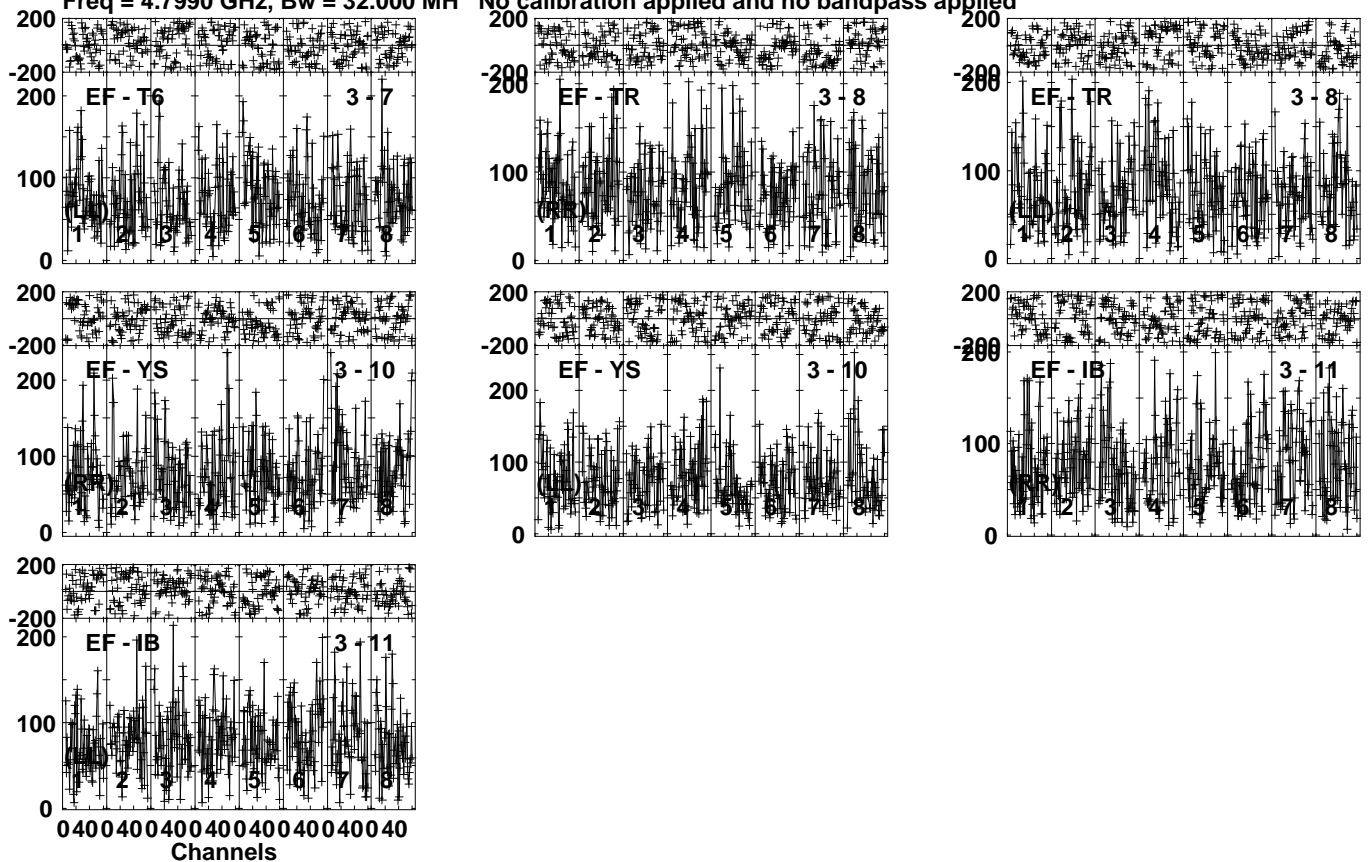 Freq = 4.7990 GHz, Bw = 32.000 MH No calibration applied and no bandpass applied
200
-200
200
100
0
EF - T6 3 - 7
(LL)
1 2 3 4 5 6 7 8
200
-200
200
100
0
EF - TR 3 - 8
(RR)
1 2 3 4 5 6 7 8
200
-200
200
100
0
EF - TR 3 - 8
(LL)
1 2 3 4 5 6 7 8
200
-200
200
100
0
EF - YS 3 - 10
(RR)
1 2 3 4 5 6 7 8
200
-200
200
100
0
EF - YS 3 - 10
(LL)
1 2 3 4 5 6 7 8
200
-200
200
100
0
EF - IB 3 - 11
(RR)
1 2 3 4 5 6 7 8
200
-200
200
100
0
EF - IB 3 - 11
(LL)
1 2 3 4 5 6 7 8
0 40 0 40 0 40 0 40 0 40 0 40 0 40 0 40
Channels